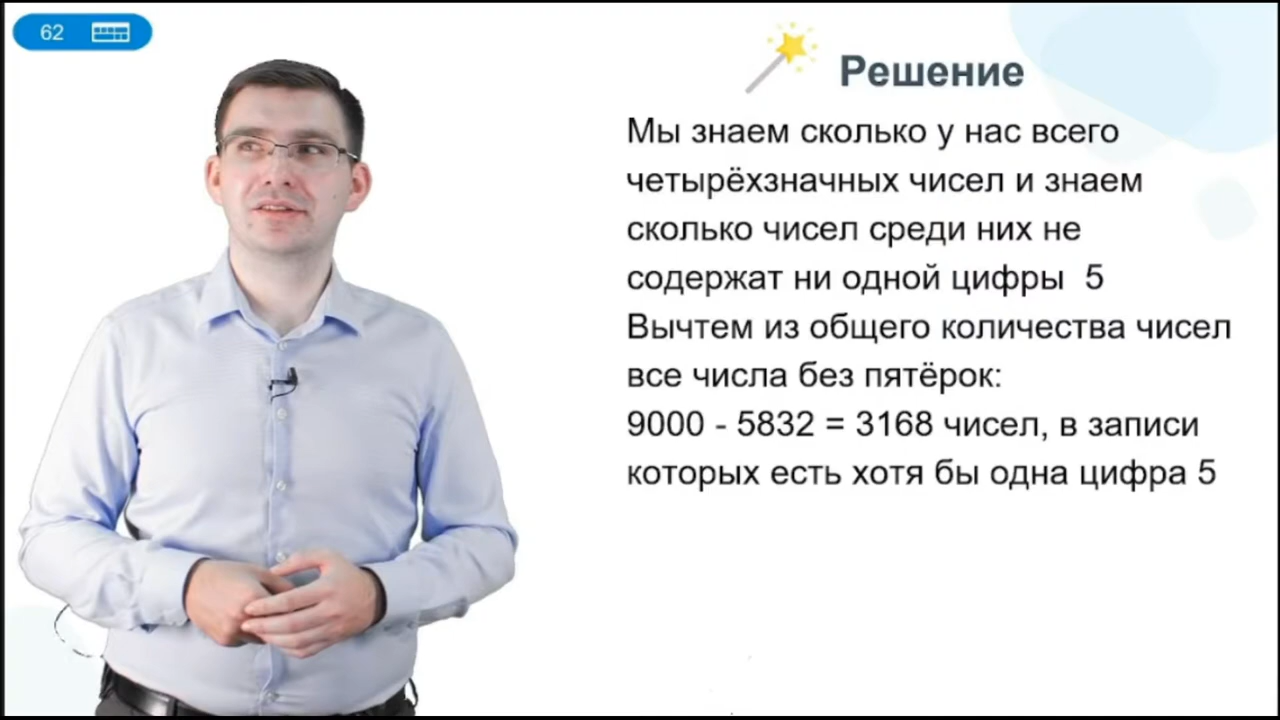 62
Решение
Мы знаем сколько у нас всего
четырёхзначных чисел и знаем
сколько чисел среди них не
содержат ни одной цифры 5
Вычтем из общего количества чисел
все числа без пятёрок:
9000 - 5832 = 3168 чисел, в записи
которых есть хотя бы одна цифра 5